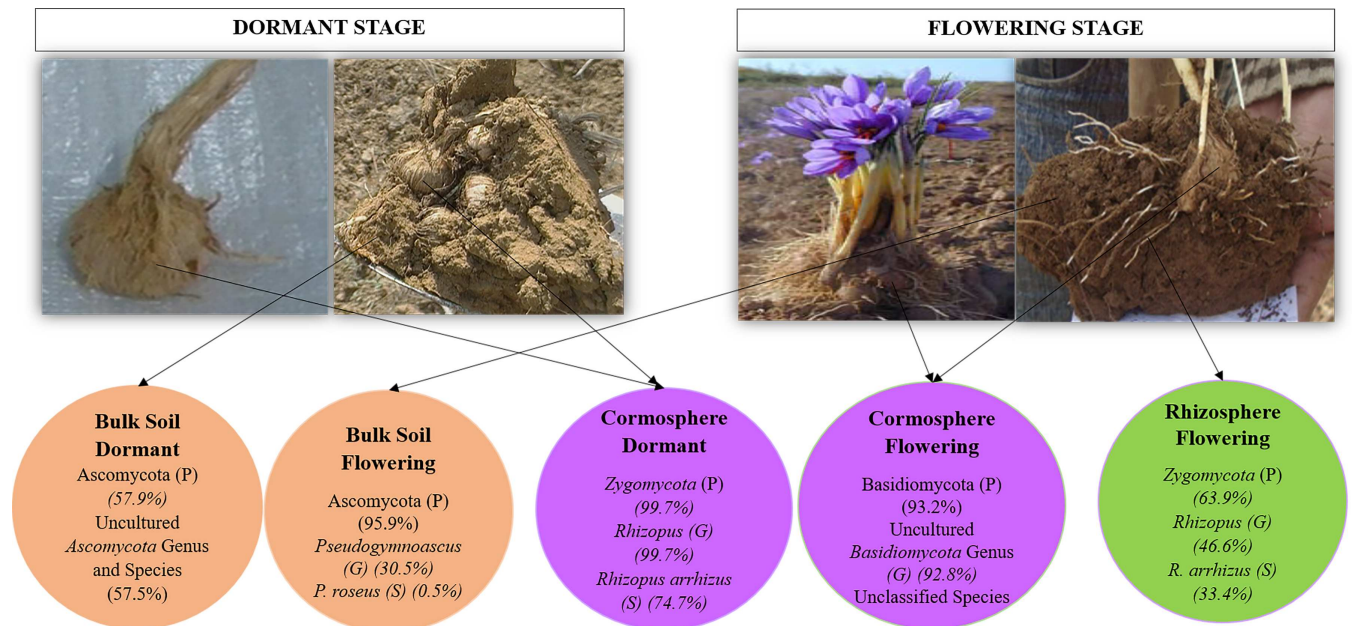 DORMANT STAGE
FLOWERING STAGE
Bulk Soil
Dormant
Ascomycota (P)
(57.9%)
Uncultured
Ascomycota Genus
and Species
(57.5%)
Bulk Soil
Flowering
Ascomycota (P)
(95.9%)
Pseudogymnoascus
(G) (30.5%)
P. roseus (S) (0.5%)
Cormosphere
Dormant
Zygomycota (P)
(99.7%)
Rhizopus (G)
(99.7%)
Rhizopus arrhizus
(S) (74.7%)
Cormosphere
Flowering
Basidiomycota (P)
(93.2%)
Uncultured
Basidiomycota Genus
(G) (92.8%)
Unclassified Species
Rhizosphere
Flowering
Zygomycota (P)
(63.9%)
Rhizopus (G)
(46.6%)
R. arrhizus (S)
(33.4%)